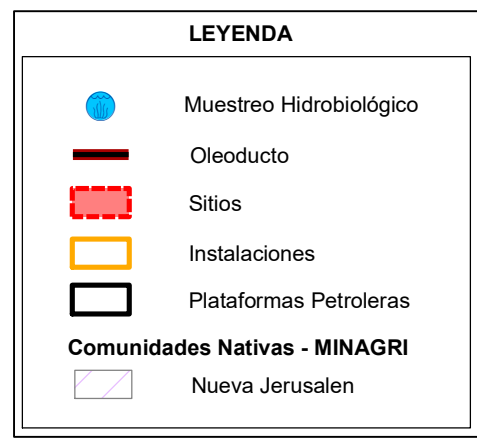 LEYENDA
Muestreo Hidrobiológico
Oleoducto
Sitios
Instalaciones
Plataformas Petroleras
Comunidades Nativas - MINAGRI
Nueva Jerusalen